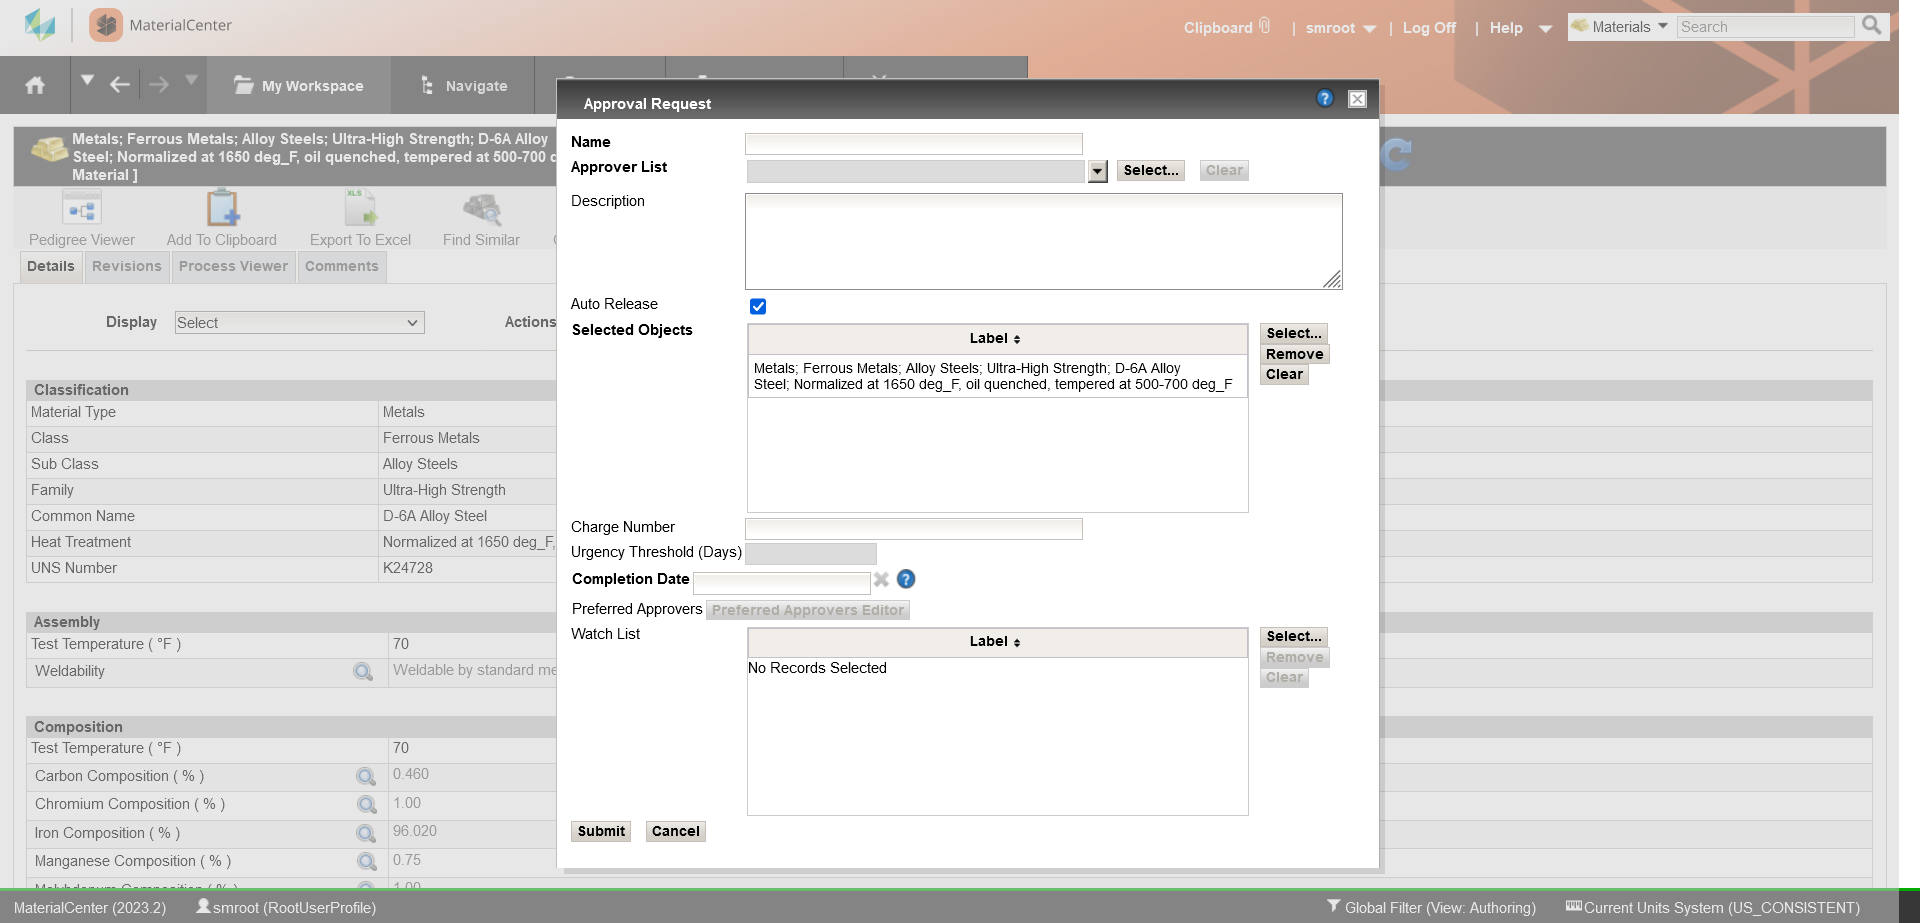 MaterialCenter
Clipboard | smroot | Log Off | Help
Materials
Search
My Workspace
Navigate
Metals; Ferrous Metals; Alloy Steels; Ultra-High Strength; D-6A Alloy
Steel; Normalized at 1650 deg_F, oil quenched, tempered at 500-700
Material ]
Pedigree Viewer
Add To Clipboard
XLS
Export To Excel
Find Similar
Details
Revisions
Process Viewer
Comments
Display
Select
Actions
Classification
Material Type Metals
Class Ferrous Metals
Sub Class Alloy Steels
Family Ultra-High Strength
Common Name D-6A Alloy Steel
Heat Treatment Normalized at 1650 deg_F,
UNS Number K24728
Assembly
Test Temperature ( °F ) 70
Weldability Weldable by standard
Composition
Test Temperature ( °F ) 70
Carbon Composition ( % ) 0.460
Chromium Composition ( % ) 1.00
Iron Composition ( % ) 96.020
Manganese Composition ( % ) 0.75
Approval Request
?
Name
Approver List
Select...
Clear
Description
Auto Release
Selected Objects
Label
Metals; Ferrous Metals; Alloy Steels; Ultra-High Strength; D-6A Alloy
Steel; Normalized at 1650 deg_F, oil quenched, tempered at 500-700 deg_F
Select...
Remove
Clear
Charge Number
Urgency Threshold (Days)
Completion Date
?
Preferred Approvers
Preferred Approvers Editor
Watch List
Label
No Records Selected
Select...
Remove
Clear
Submit
Cancel
MaterialCenter (2023.2)
smroot (RootUserProfile)
Global Filter (View: Authoring)
Current Units System (US_CONSISTENT)